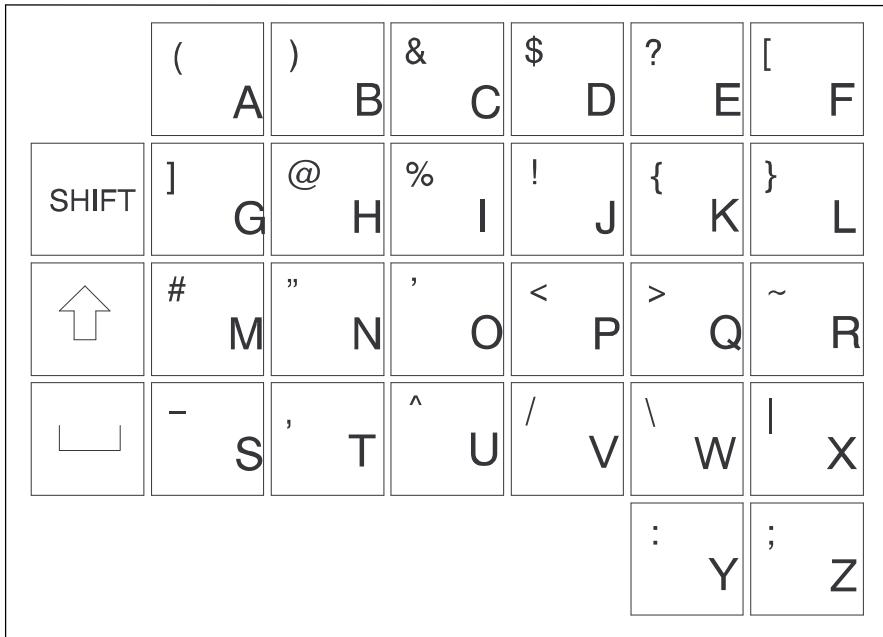 ( A ) B & C $ D ? E [ F
SHIFT ] G @ H % I ! J { K } L
# M ” N ’ O < P > Q ~ R
– S , T ^ U / V \ W | X
: Y ; Z